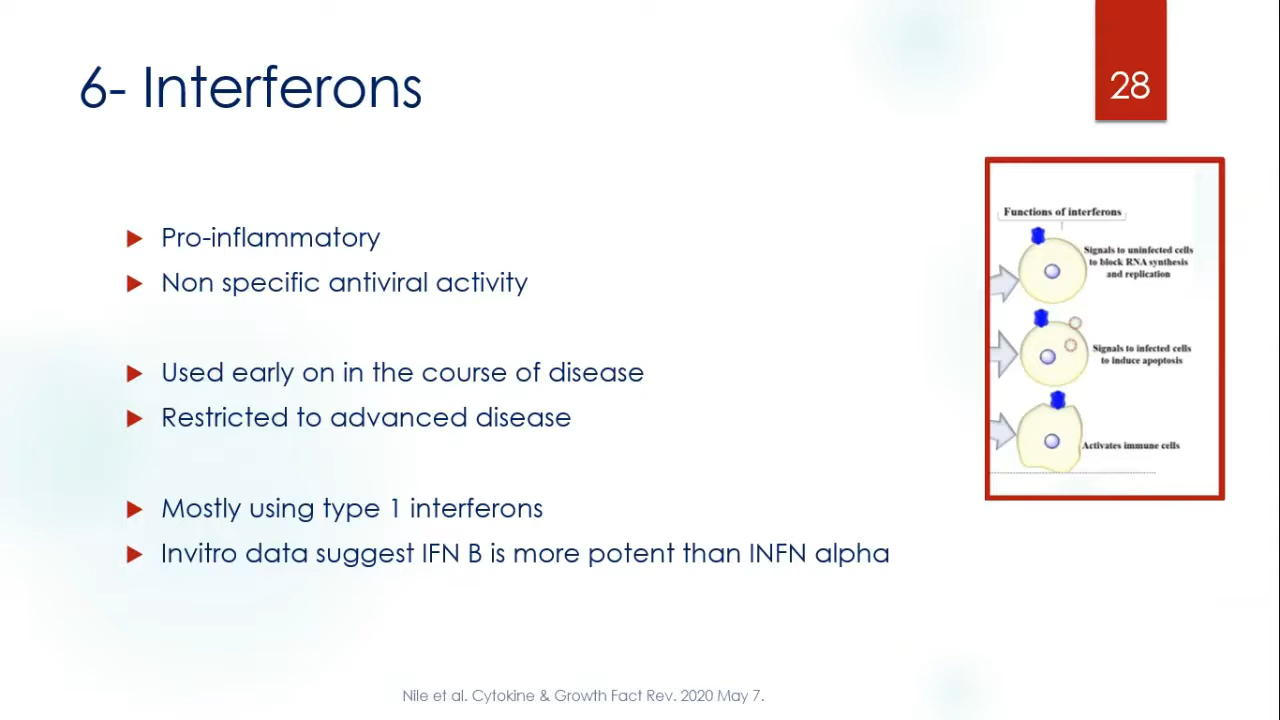 6- Interferons
28
Pro-inflammatory
Non specific antiviral activity
Used early on in the course of disease
Restricted to advanced disease
Mostly using type 1 interferons
Invitro data suggest IFN B is more potent than INFN alpha
Functions of interferons
Signals to uninfected cells
to block RNA synthesis
and replication
Signals to infected cells
to induce apoptosis
Activates immune cells
Nile et al. Cytokine & Growth Fact Rev. 2020 May 7.